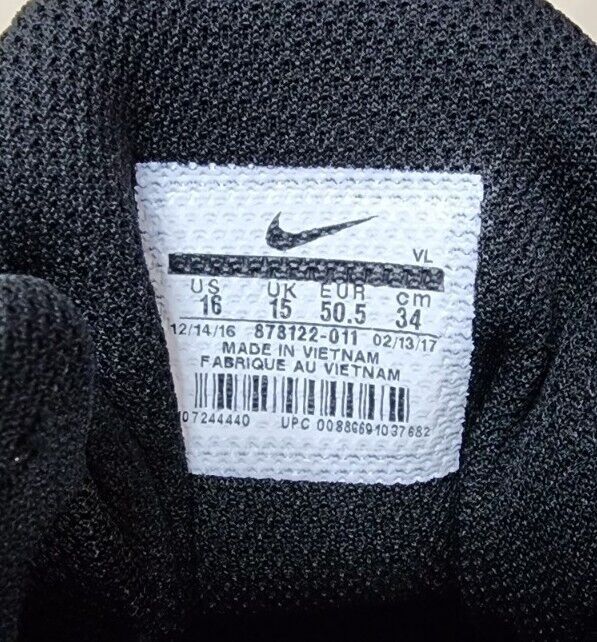 VL
US UK EUR cm
16 15 50.5 34
12/14/16 878122-011 02/13/17
MADE IN VIETNAM
FABRIQUE AU VIETNAM
UPC 00886691037682